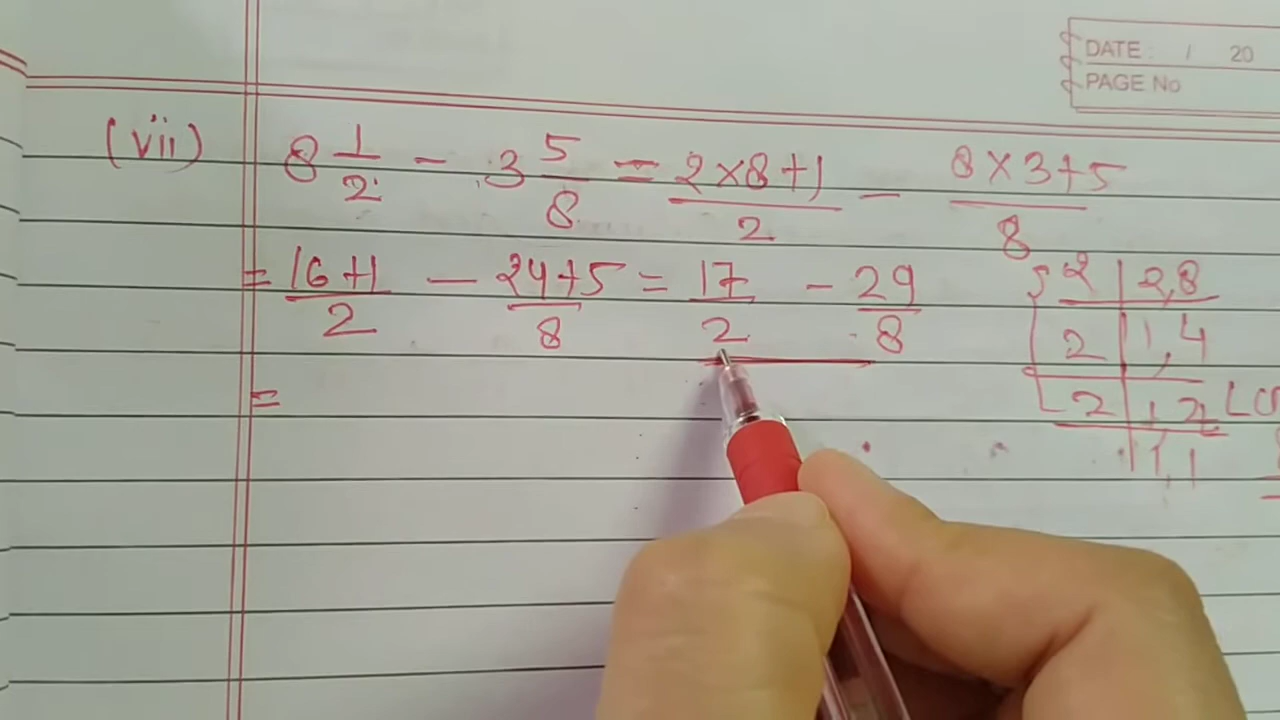 DATE : / 20
PAGE No
(vii) 8 1/2 - 3 5/8 = 2×8+1/2 - 8×3+5/8
= 16+1/2 - 24+5/8 = 17/2 - 29/8
=
2 | 2,8
2 | 1,4
2 | 1,2
1,1